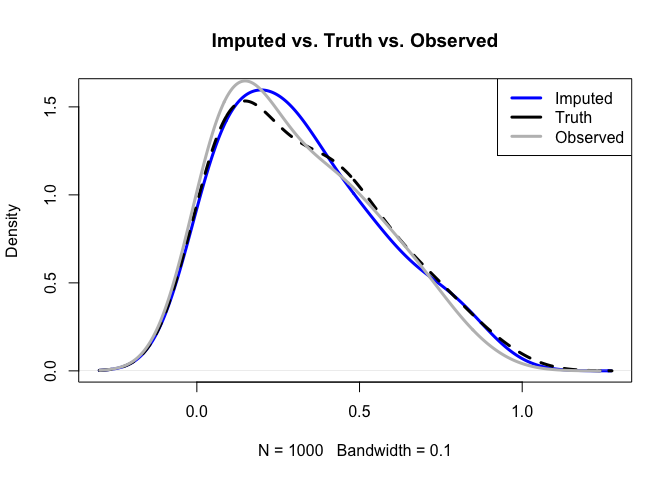 Imputed vs. Truth vs. Observed
Imputed
Truth
Observed
Density
1.5
1.0
0.5
0.0
0.0 0.5 1.0
N = 1000 Bandwidth = 0.1